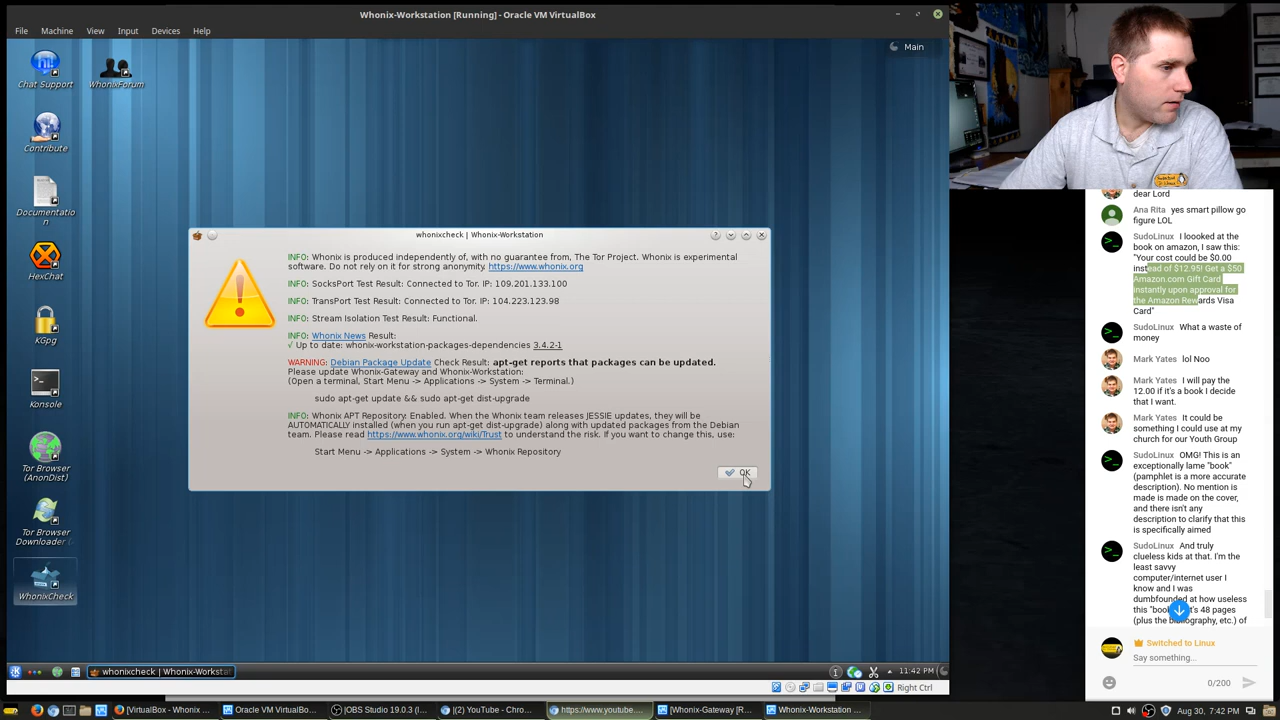 Whonix-Workstation [Running] - Oracle VM VirtualBox
File Machine View Input Devices Help
Main
Chat Support
WhonixForum
Contribute
Documentatio
n
HexChat
KGpg
Konsole
Tor Browser
(AnonDist)
Tor Browser
Downloader
WhonixCheck
whonixcheck | Whonix-Workstation
INFO: Whonix is produced independently of, with no guarantee from, The Tor Project. Whonix is experimental
software. Do not rely on it for strong anonymity. https://www.whonix.org
INFO: SocksPort Test Result: Connected to Tor. IP: 109.201.133.100
INFO: TransPort Test Result: Connected to Tor. IP: 104.223.123.98
INFO: Stream Isolation Test Result: Functional.
INFO: Whonix News Result:
√ Up to date: whonix-workstation-packages-dependencies 3.4.2-1
WARNING: Debian Package Update Check Result: apt-get reports that packages can be updated.
Please update Whonix-Gateway and Whonix-Workstation:
(Open a terminal, Start Menu -> Applications -> System -> Terminal.)
sudo apt-get update && sudo apt-get dist-upgrade
INFO: Whonix APT Repository: Enabled. When the Whonix team releases JESSIE updates, they will be
AUTOMATICALLY installed (when you run apt-get dist-upgrade) along with updated packages from the Debian
team. Please read https://www.whonix.org/wiki/Trust to understand the risk. If you want to change this, use:
Start Menu -> Applications -> System -> Whonix Repository
OK
whonixcheck | Whonix-Workstat
11:42 PM
Right Ctrl
dear Lord
Ana Rita yes smart pillow go
figure LOL
SudoLinux I loooked at the
book on amazon, I saw this:
"Your cost could be $0.00
instead of $12.95! Get a $50
Amazon.com Gift Card
instantly upon approval for
the Amazon Rewards Visa
Card"
SudoLinux What a waste of
money
Mark Yates lol Noo
Mark Yates I will pay the
12.00 if it's a book I decide
that I want.
Mark Yates It could be
something I could use at my
church for our Youth Group
SudoLinux OMG! This is an
exceptionally lame "book"
(pamphlet is a more accurate
description). No mention is
made is made on the cover,
and there isn't any
description to clarify that this
is specifically aimed
SudoLinux And truly
clueless kids at that. I'm the
least savvy
computer/internet user I
know and I was
dumbfounded at how useless
this "boo 's 48 pages
(plus the bibliography, etc.) of
Switched to Linux
Say something...
0/200
[VirtualBox - Whonix ... Oracle VM VirtualBox [OBS Studio 19.0.3 (l... |(2) YouTube - Chro... https://www.youtube.... [Whonix-Gateway [R... Whonix-Workstation ... Aug 30, 7:42 PM